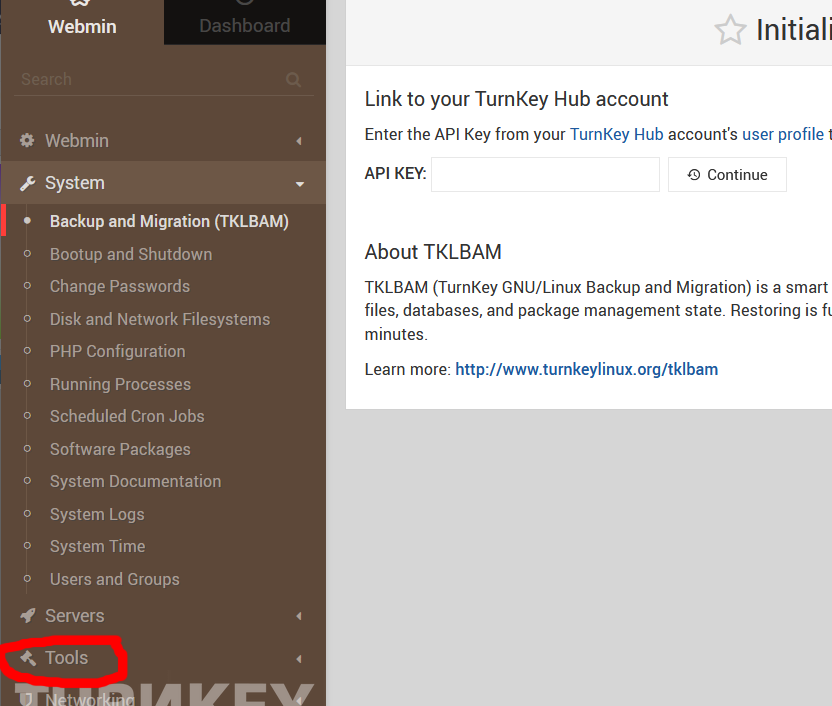 Webmin
Dashboard
Search
Webmin
System
Backup and Migration (TKLBAM)
Bootup and Shutdown
Change Passwords
Disk and Network Filesystems
PHP Configuration
Running Processes
Scheduled Cron Jobs
Software Packages
System Documentation
System Logs
System Time
Users and Groups
Servers
Tools
TURNKEY
Networking
Initiali
Link to your TurnKey Hub account
Enter the API Key from your TurnKey Hub account's user profile t
API KEY:
Continue
About TKLBAM
TKLBAM (TurnKey GNU/Linux Backup and Migration) is a smart
files, databases, and package management state. Restoring is fu
minutes.
Learn more: http://www.turnkeylinux.org/tklbam